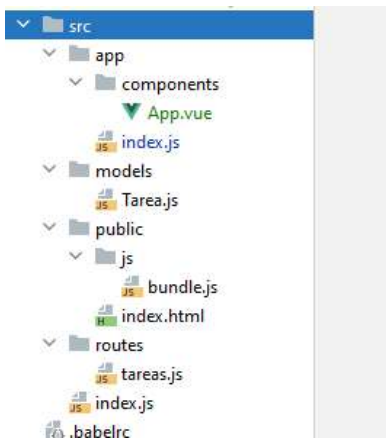 src
app
components
App.vue
index.js
models
Tarea.js
public
js
bundle.js
index.html
routes
tareas.js
index.js
.babelrc